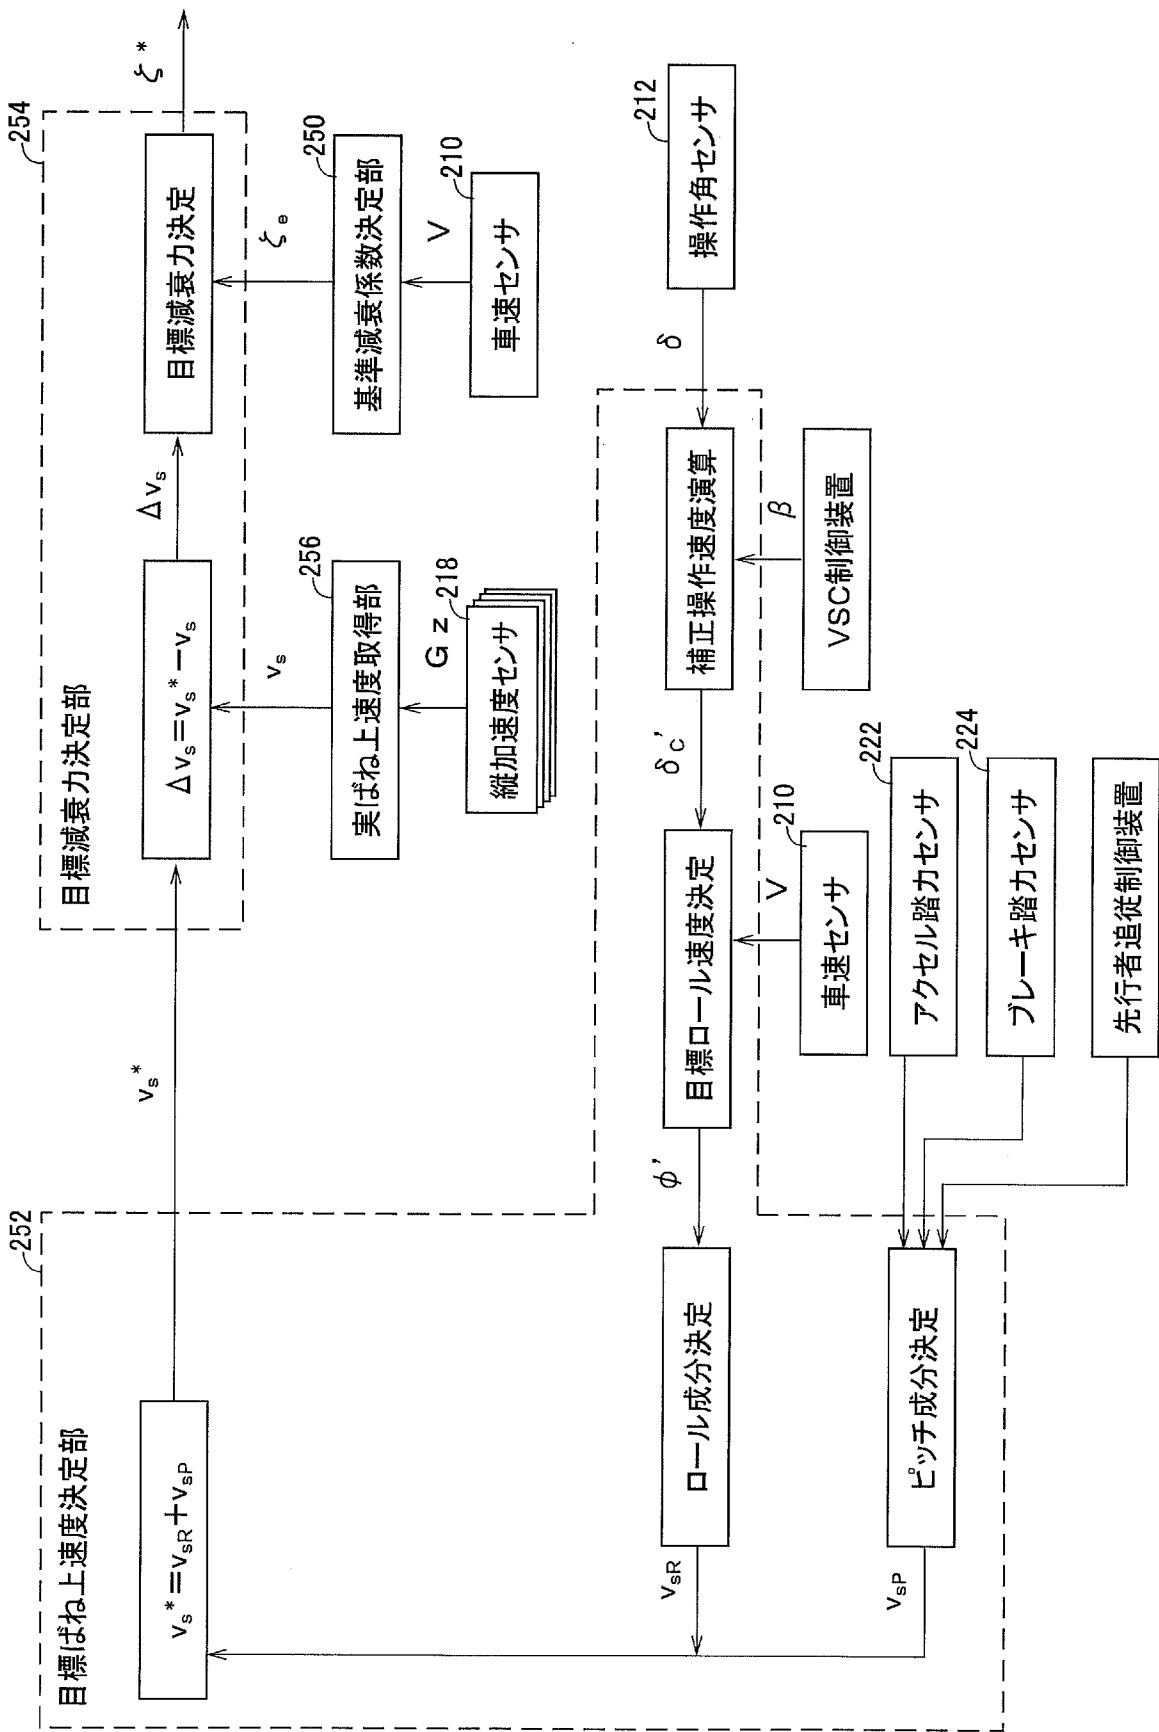 252
目標ばね上速度決定部
vs*=vsR+vsP
vs*
254
目標減衰力決定部
Δvs=vs*−vs
Δvs
目標減衰力決定
ζ*
vs
256
実ばね上速度取得部
Gz
218
縦加速度センサ
ζe
250
基準減衰係数決定部
V
210
車速センサ
vsR
ロール成分決定
φ'
目標ロール速度決定
δc'
補正操作速度演算
δ
212
操作角センサ
V
210
車速センサ
β
VSC制御装置
vsP
ピッチ成分決定
222
アクセル踏力センサ
224
ブレーキ踏力センサ
先行者追従制御装置